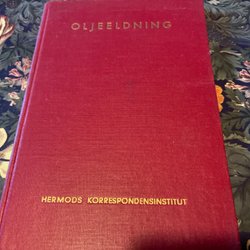 OLJEELDNING
HERMODS KORRESPONDENSINSTITUT